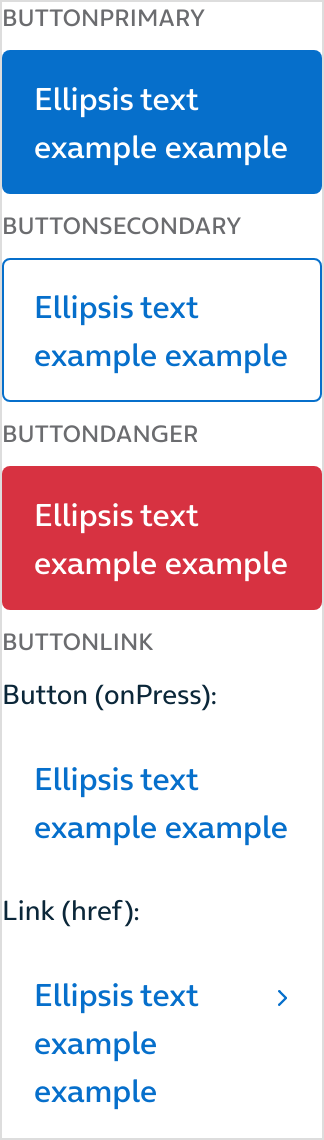 BUTTONPRIMARY
Ellipsis text
example example
BUTTONSECONDARY
Ellipsis text
example example
BUTTONDANGER
Ellipsis text
example example
BUTTONLINK
Button (onPress):
Ellipsis text
example example
Link (href):
Ellipsis text
example
example